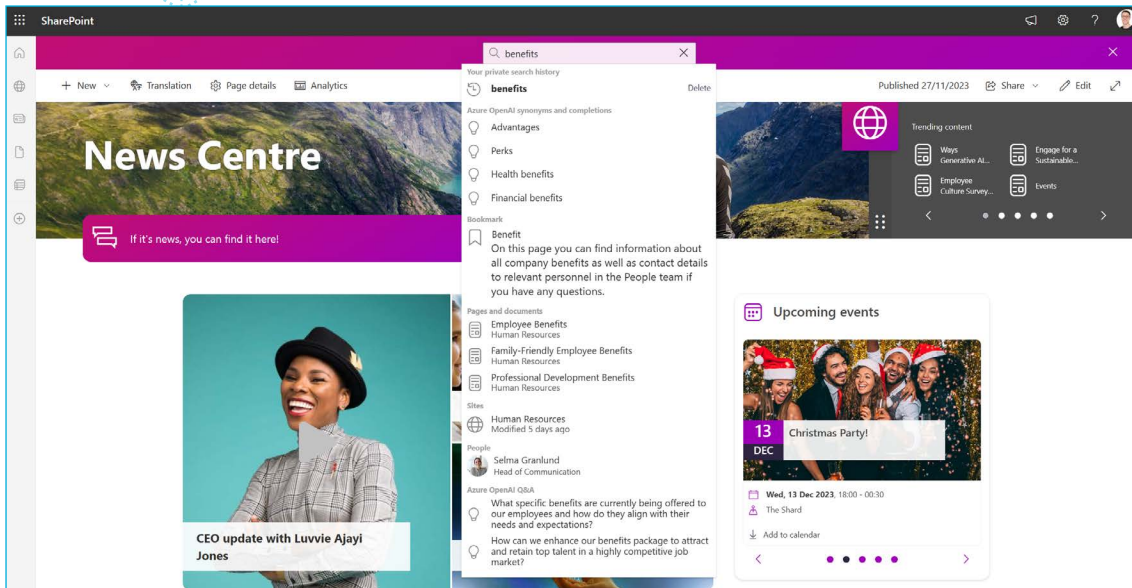 SharePoint
?
benefits
+ New
Translation
Page details
Analytics
Published 27/11/2023
Share
Edit
Your private search history
benefits
Delete
Azure OpenAI synonyms and completions
Advantages
Perks
Health benefits
Financial benefits
Bookmark
Benefit
On this page you can find information about
all company benefits as well as contact details
to relevant personnel in the People team if
you have any questions.
Pages and documents
Employee Benefits
Human Resources
Family-Friendly Employee Benefits
Human Resources
Professional Development Benefits
Human Resources
Sites
Human Resources
Modified 5 days ago
People
Selma Granlund
Head of Communication
Azure OpenAI Q&A
What specific benefits are currently being offered to
our employees and how do they align with their
needs and expectations?
How can we enhance our benefits package to attract
and retain top talent in a highly competitive job
market?
News Centre
If it's news, you can find it here!
Trending content
Ways
Generative AI...
Engage for a
Sustainable...
Employee
Culture Survey...
Events
CEO update with Luvvie Ajayi
Jones
Upcoming events
13
DEC
Christmas Party!
Wed, 13 Dec 2023, 18:00 - 00:30
The Shard
Add to calendar